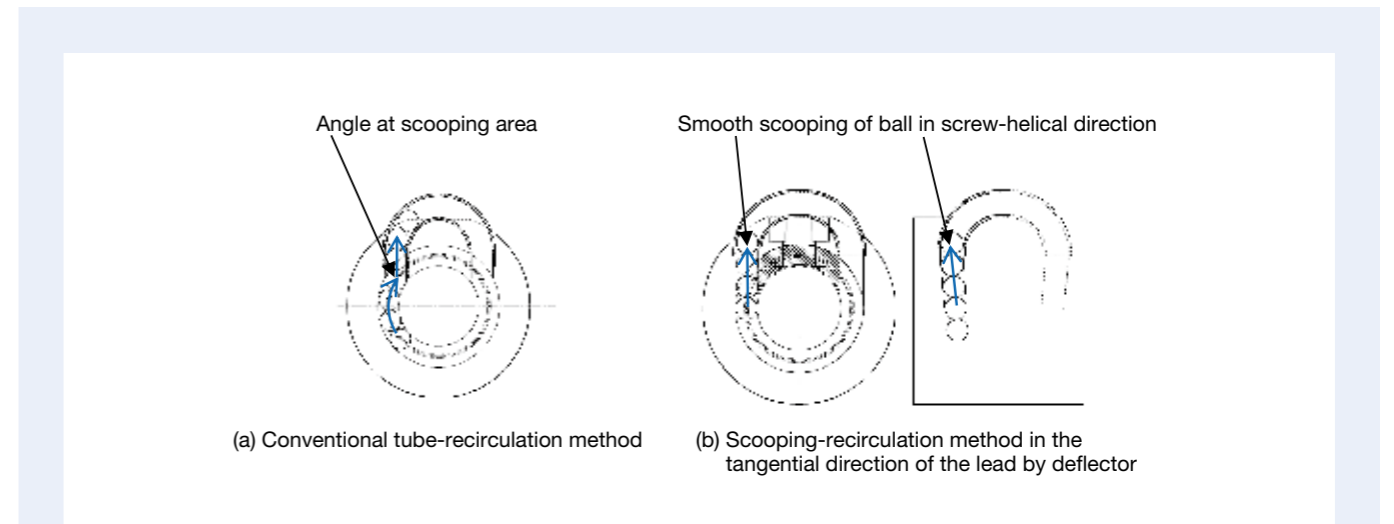 Angle at scooping area
Smooth scooping of ball in screw-helical direction
(a) Conventional tube-recirculation method
(b) Scooping-recirculation method in the
tangential direction of the lead by deflector